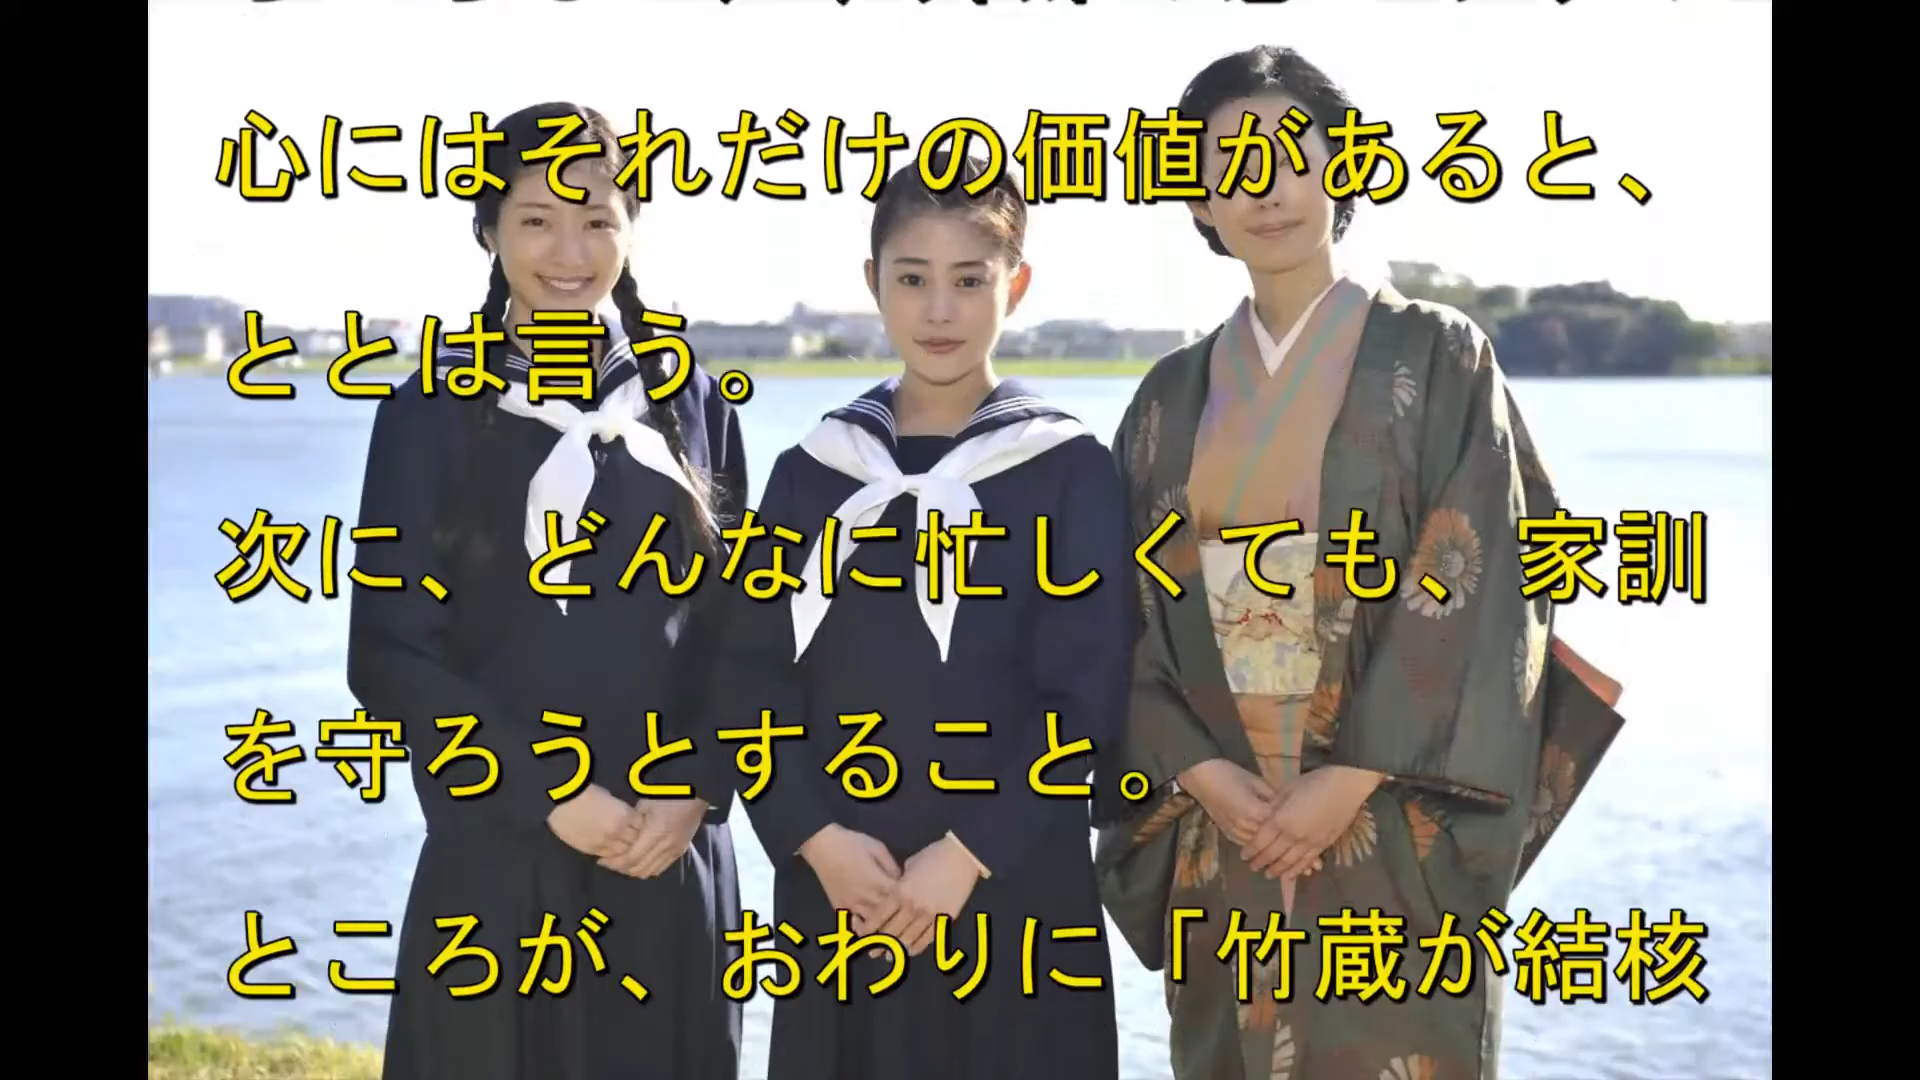 心にはそれだけの価値があると、
ととは言う。
次に、どんなに忙しくても、家訓
を守ろうとすること。
ところが、おわりに「竹蔵が結核